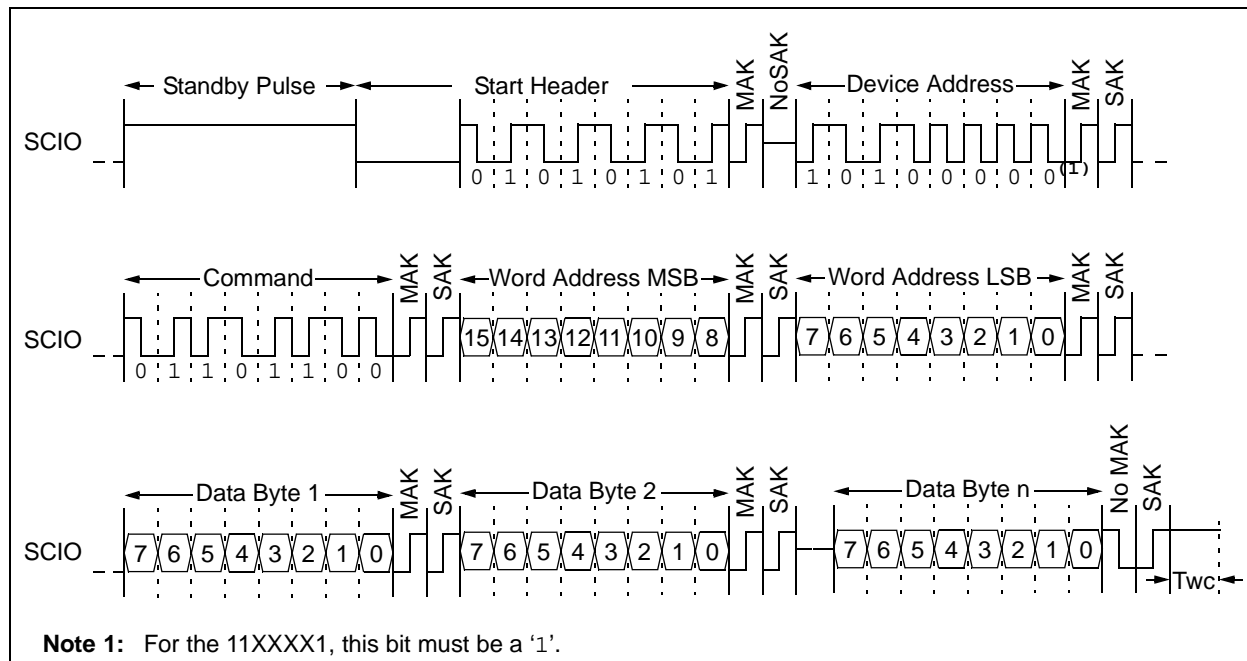 Standby Pulse
Start Header
MAK
NoSAK
Device Address
MAK
SAK
SCIO
0 1 0 1 0 1 0 1
1 0 1 0 0 0 0 0(1)
Command
MAK
SAK
Word Address MSB
MAK
SAK
Word Address LSB
MAK
SAK
SCIO
15 14 13 12 11 10 9 8
7 6 5 4 3 2 1 0
0 1 1 0 1 1 0 0
Data Byte 1
MAK
SAK
Data Byte 2
MAK
SAK
Data Byte n
No MAK
SAK
SCIO
7 6 5 4 3 2 1 0
7 6 5 4 3 2 1 0
7 6 5 4 3 2 1 0
Twc
Note 1: For the 11XXXX1, this bit must be a ‘1’.